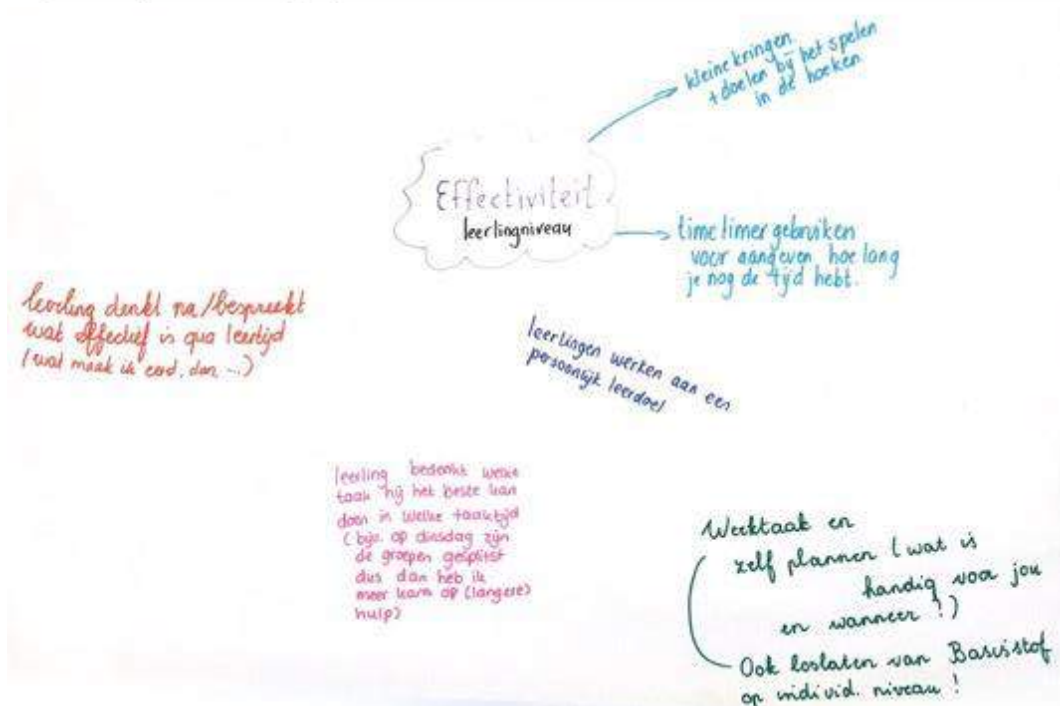 Effectiviteit
leerlingniveau
kleine kringen
+ doelen bij het spelen
in de hoeken
time timer gebruiken
voor aangeven hoe lang
je nog de tijd hebt.
leerling denkt na/bespreekt
wat effectief is qua leertijd
(wat maak ik eerst, dan ...)
leerlingen werken aan een
persoonlijk leerdoel
leerling bedenkt welke
taak hij het beste kan
doen in welke taaktijd
(bijv. op dinsdag zijn
de groepen gesplitst
dus dan heb ik
meer kans op (langere)
hulp)
Weektaak en
zelf plannen (wat is
handig voor jou
en wanneer?)
Ook loslaten van Basisstof
op individ. niveau!